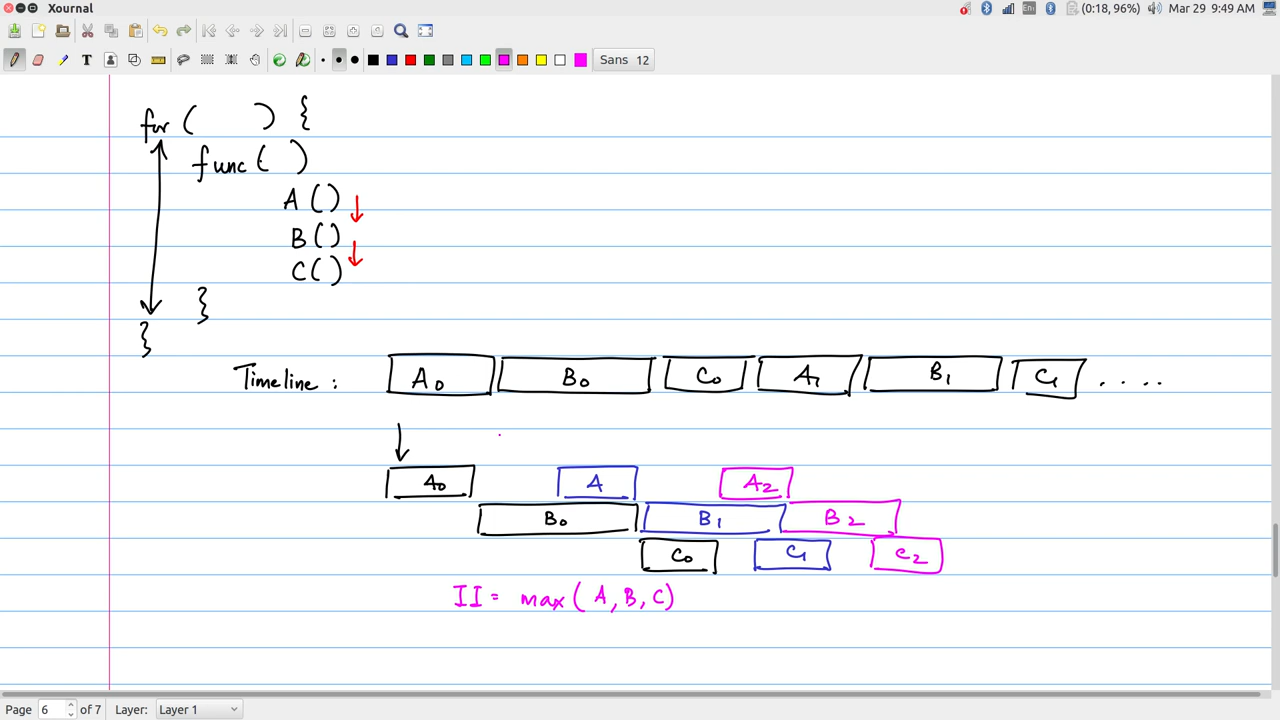 Xournal
(0:18, 96%)
Mar 29 9:49 AM
En
T
Sans 12
for ( ) {
func( )
A ( )
B ( )
C ( )
}
}
Timeline :
A0 B0 C0 A1 B1 C1 . . . .
A0 A A2
B0 B1 B2
C0 C1 C2
II = max( A, B, C)
Page 6 of 7 Layer: Layer 1